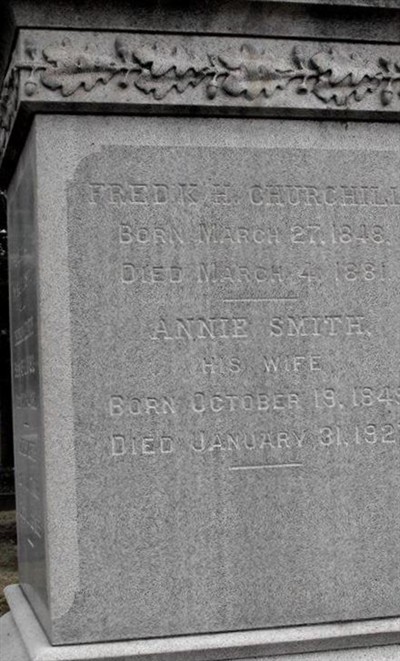 FRED'K H. CHURCHILL
BORN MARCH 27, 1848.
DIED MARCH 4, 1881.
ANNIE SMITH,
HIS WIFE
BORN OCTOBER 19,
DIED JANUARY 31,